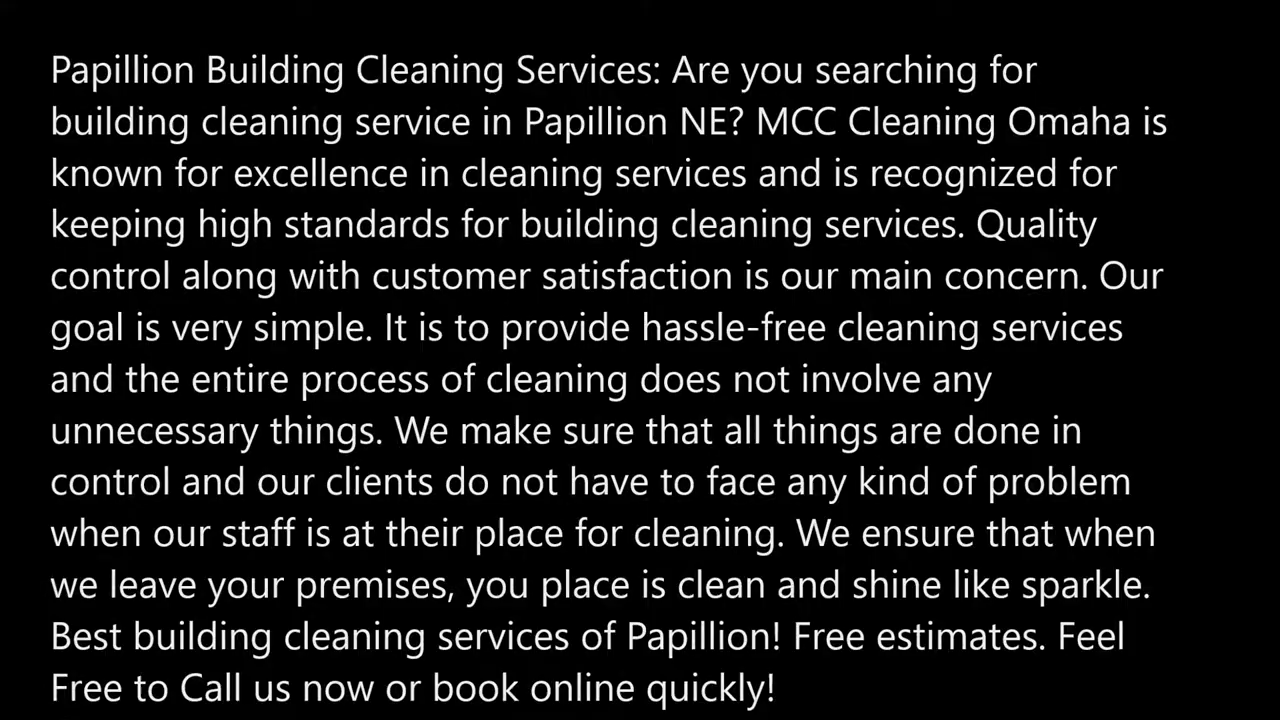 Papillion Building Cleaning Services: Are you searching for
building cleaning service in Papillion NE? MCC Cleaning Omaha is
known for excellence in cleaning services and is recognized for
keeping high standards for building cleaning services. Quality
control along with customer satisfaction is our main concern. Our
goal is very simple. It is to provide hassle-free cleaning services
and the entire process of cleaning does not involve any
unnecessary things. We make sure that all things are done in
control and our clients do not have to face any kind of problem
when our staff is at their place for cleaning. We ensure that when
we leave your premises, you place is clean and shine like sparkle.
Best building cleaning services of Papillion! Free estimates. Feel
Free to Call us now or book online quickly!